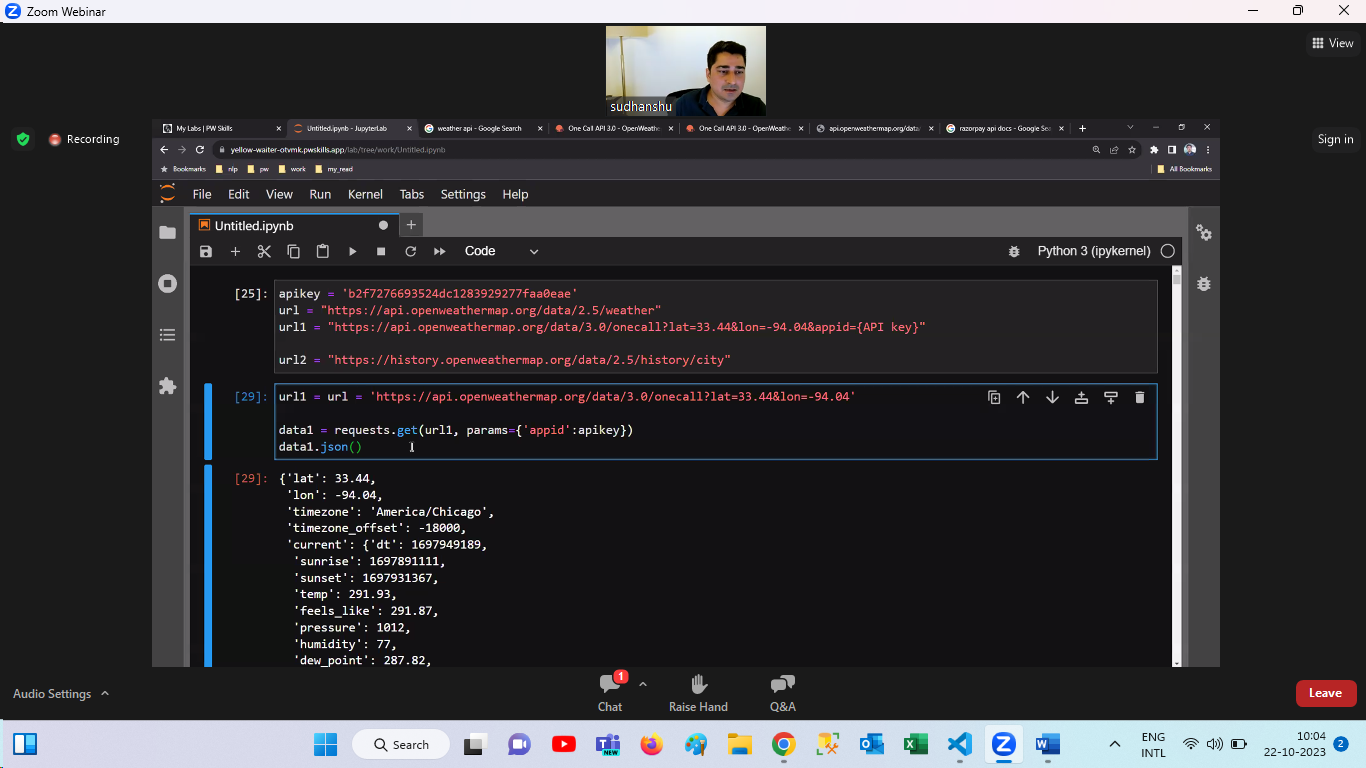 Zoom Webinar
View
sudhanshu
Recording
Sign in
My Labs | PW Skills
Untitled.ipynb - JupyterLab
weather api - Google Search
One Call API 3.0 - OpenWeathe
One Call API 3.0 - OpenWeathe
api.openweathermap.org/data/
razorpay api docs - Google Sea
yellow-waiter-otvmk.pwskills.app/lab/tree/work/Untitled.ipynb
Bookmarks nlp pw work my_read All Bookmarks
File Edit View Run Kernel Tabs Settings Help
Untitled.ipynb
Code
Python 3 (ipykernel)
[25]: apikey = 'b2f7276693524dc1283929277faa0eae'
url = "https://api.openweathermap.org/data/2.5/weather"
url1 = "https://api.openweathermap.org/data/3.0/onecall?lat=33.44&lon=-94.04&appid={API key}"
url2 = "https://history.openweathermap.org/data/2.5/history/city"
[29]: url1 = url = 'https://api.openweathermap.org/data/3.0/onecall?lat=33.44&lon=-94.04'
data1 = requests.get(url1, params={'appid':apikey})
data1.json()
[29]: {'lat': 33.44,
'lon': -94.04,
'timezone': 'America/Chicago',
'timezone_offset': -18000,
'current': {'dt': 1697949189,
'sunrise': 1697891111,
'sunset': 1697931367,
'temp': 291.93,
'feels_like': 291.87,
'pressure': 1012,
'humidity': 77,
'dew_point': 287.82,
Audio Settings
1
Chat
Raise Hand
Q&A
Leave
Search
NEW
ENG
INTL
10:04
22-10-2023
2